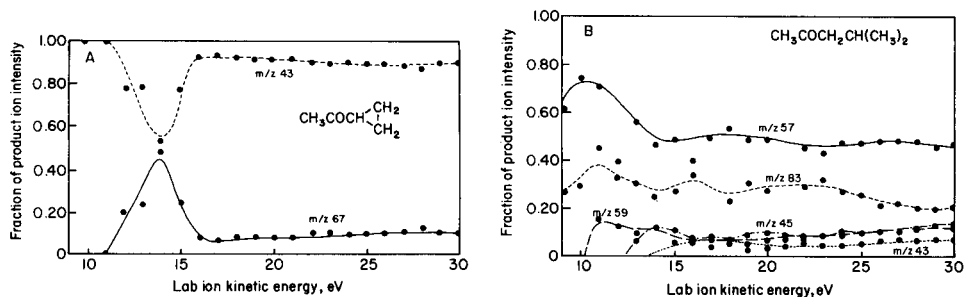 A
1.00
0.80
0.60
0.40
0.20
0
Fraction of product ion intensity
m/z 43
CH₃COCH
CH₂
CH₂
m/z 67
10
15
20
25
30
Lab ion kinetic energy, eV
B
CH₃COCH₂CH(CH₃)₂
1.00
0.80
0.60
0.40
0.20
0
Fraction of product ion intensity
m/z 57
m/z 83
m/z 59
m/z 45
m/z 43
10
15
20
25
30
Lab ion kinetic energy, eV